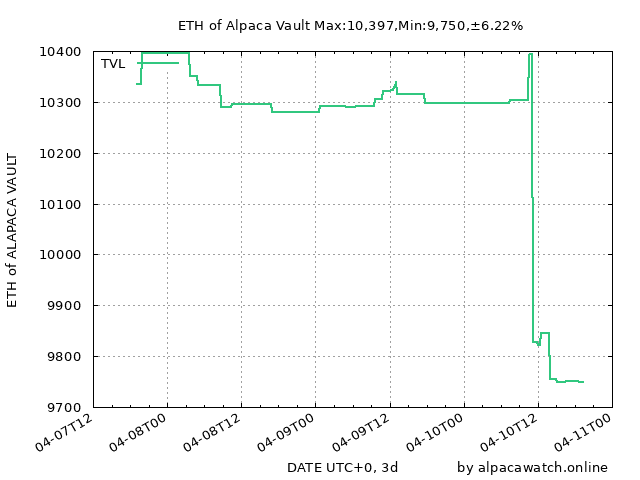 ETH of Alpaca Vault Max:10,397,Min:9,750,±6.22%
TVL
10400
10300
10200
10100
10000
9900
9800
9700
ETH of ALAPACA VAULT
04-07T12
04-08T00
04-08T12
04-09T00
04-09T12
04-10T00
04-10T12
04-11T00
DATE UTC+0, 3d
by alpacawatch.online